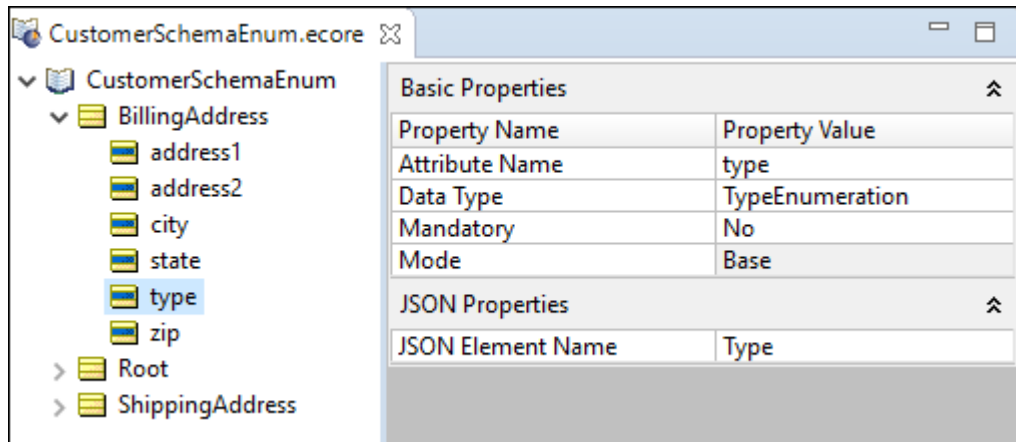 CustomerSchemaEnum.ecore
CustomerSchemaEnum
BillingAddress
address1
address2
city
state
type
zip
Root
ShippingAddress
Basic Properties
Property Name Property Value
Attribute Name type
Data Type TypeEnumeration
Mandatory No
Mode Base
JSON Properties
JSON Element Name Type